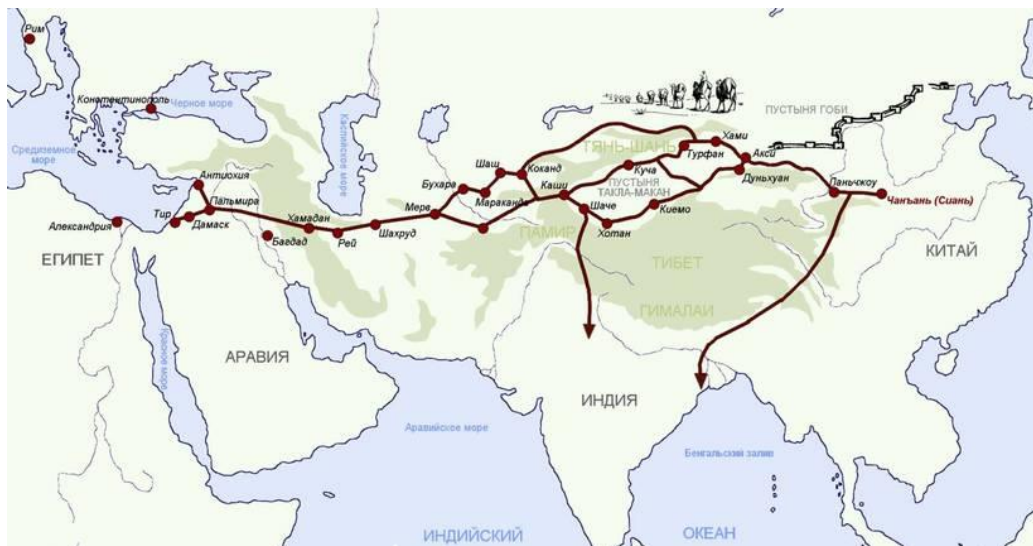 Рим
Константинополь
Черное море
Каспийское море
ПУСТЫНЯ ГОБИ
Средиземное
море
ТЯНЬ-ШАНЬ
Хами
Турфан
Акси
Шаш
Коканд
Куча
Дуньхуан
Антиохия
Бухара
Мараканда
Каши
ПУСТЫНЯ
ТАКЛА-МАКАН
Ланьчжоу
Чанъань (Сиань)
Пальмира
Мерв
Шаче
Киемо
Тир
Дамаск
Александрия
Хамадан
Рей
Шахруд
Багдад
Хотан
ПАМИР
ЕГИПЕТ
ТИБЕТ
КИТАЙ
ГИМАЛАИ
Красное море
АРАВИЯ
ИНДИЯ
Аравийское море
Бенгальский залив
ИНДИЙСКИЙ
ОКЕАН